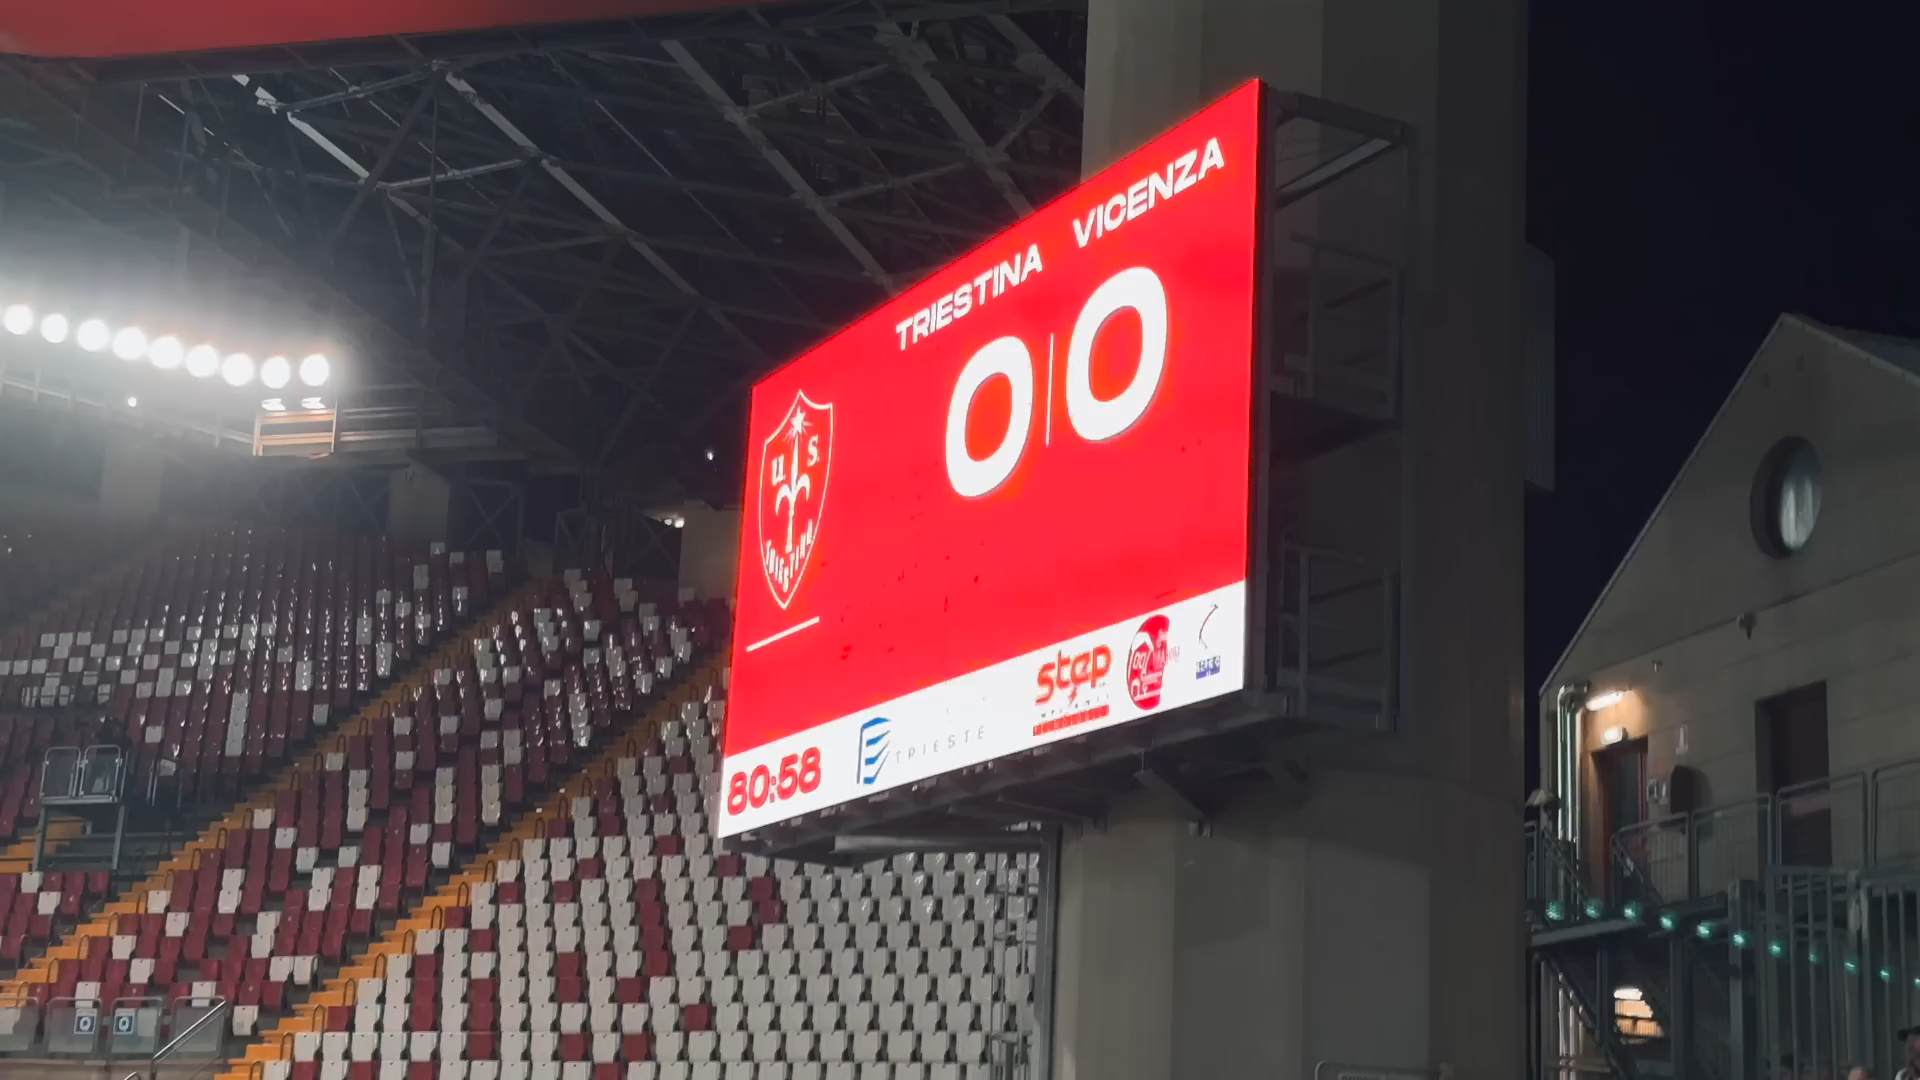 TRIESTINA VICENZA
0 0
U. S.
TRIESTINA
80:58
TRIESTE
step